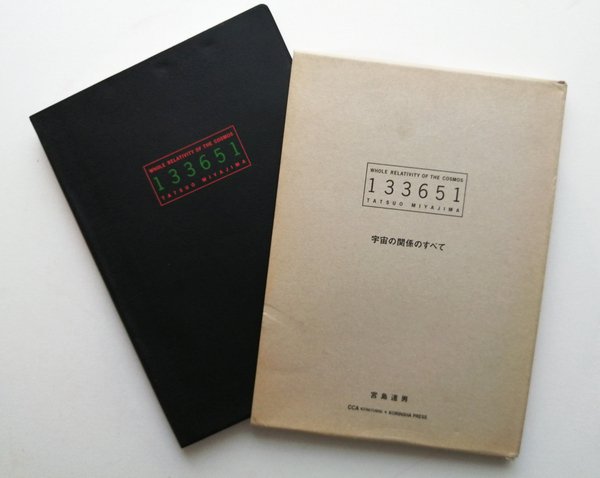 WHOLE RELATIVITY OF THE COSMOS
133651
TATSUO MIYAJIMA
WHOLE RELATIVITY OF THE COSMOS
133651
TATSUO MIYAJIMA
宇宙の関係のすべて
宮島達男
CCA KITAKYUSHU + KORINSHA PRESS